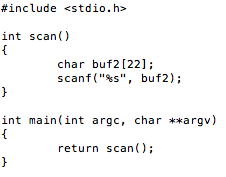 #include <stdio.h>

int scan()
{
        char buf2[22];
        scanf("%s", buf2);
}

int main(int argc, char **argv)
{
        return scan();
}